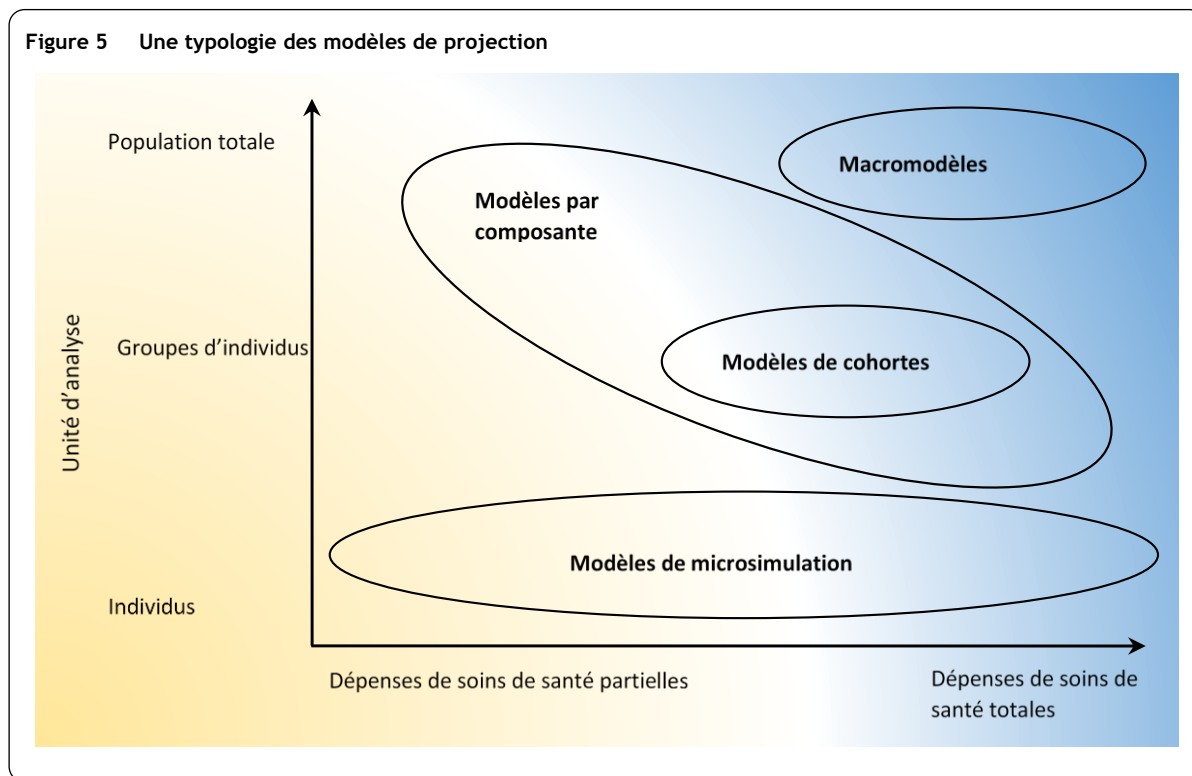 Figure 5 Une typologie des modèles de projection
Population totale
Macromodèles
Modèles par
composante
Unité d’analyse
Groupes d’individus
Modèles de cohortes
Modèles de microsimulation
Individus
Dépenses de soins de santé partielles
Dépenses de soins de
santé totales